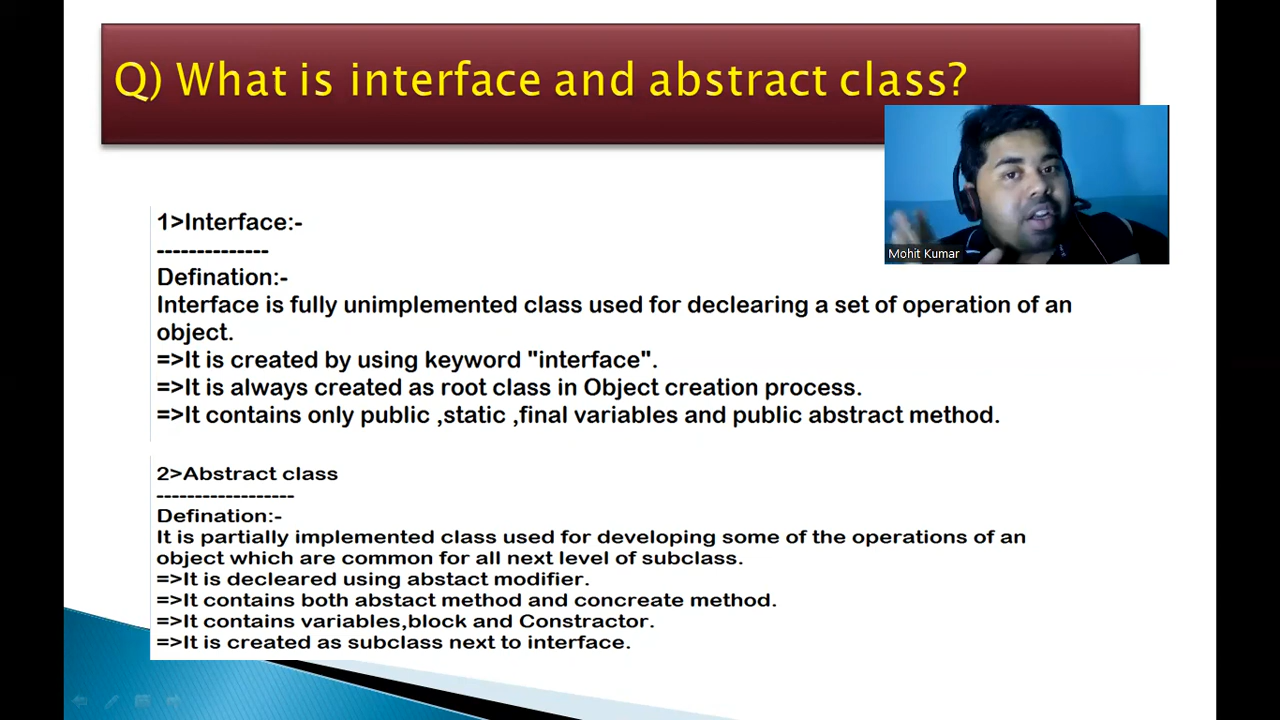 Q) What is interface and abstract class?
Mohit Kumar
1>Interface:-
--------------
Defination:-
Interface is fully unimplemented class used for declearing a set of operation of an
object.
=>It is created by using keyword "interface".
=>It is always created as root class in Object creation process.
=>It contains only public ,static ,final variables and public abstract method.
2>Abstract class
------------------
Defination:-
It is partially implemented class used for developing some of the operations of an
object which are common for all next level of subclass.
=>It is decleared using abstact modifier.
=>It contains both abstact method and concreate method.
=>It contains variables,block and Constractor.
=>It is created as subclass next to interface.